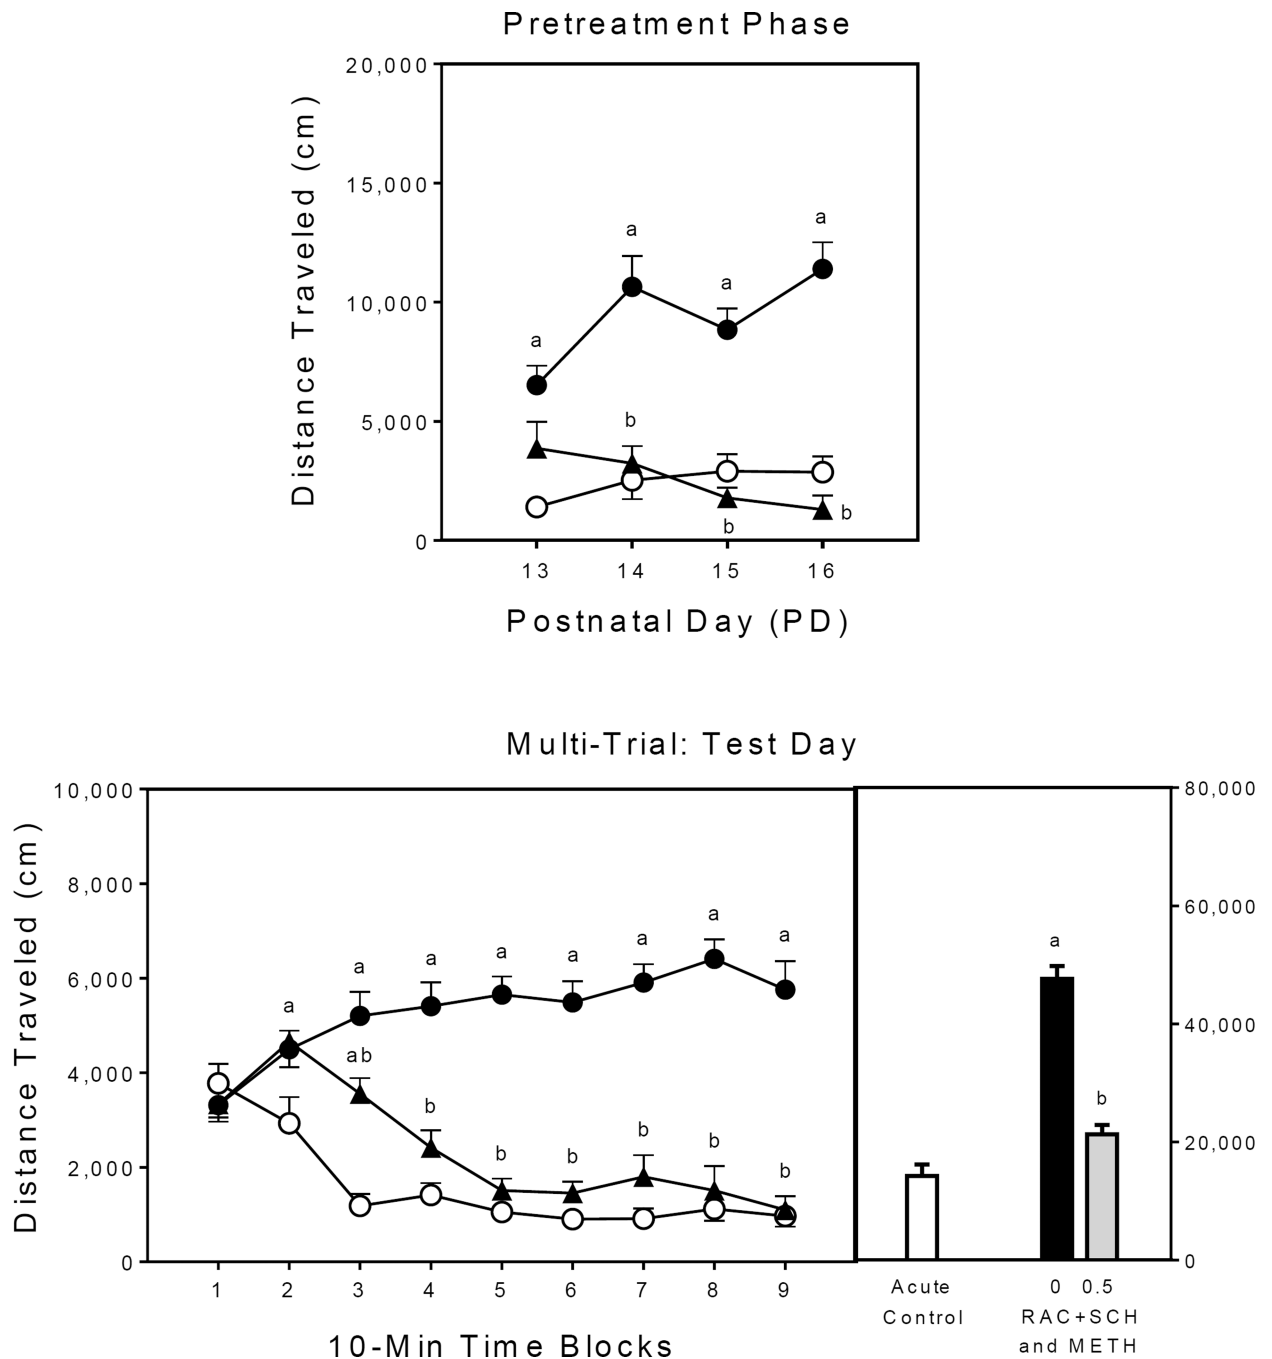 Pretreatment Phase
Distance Traveled (cm)
20,000
15,000
10,000
5,000
0
a
a
a
a
b
b
b
13 14 15 16
Postnatal Day (PD)
Multi-Trial: Test Day
Distance Traveled (cm)
10,000
8,000
6,000
4,000
2,000
0
a
a
a
a
a
a
a
a
ab
b
b
b
b
b
b
1 2 3 4 5 6 7 8 9
10-Min Time Blocks
80,000
60,000
40,000
20,000
0
a
b
Acute
Control
0 0.5
RAC+SCH
and METH